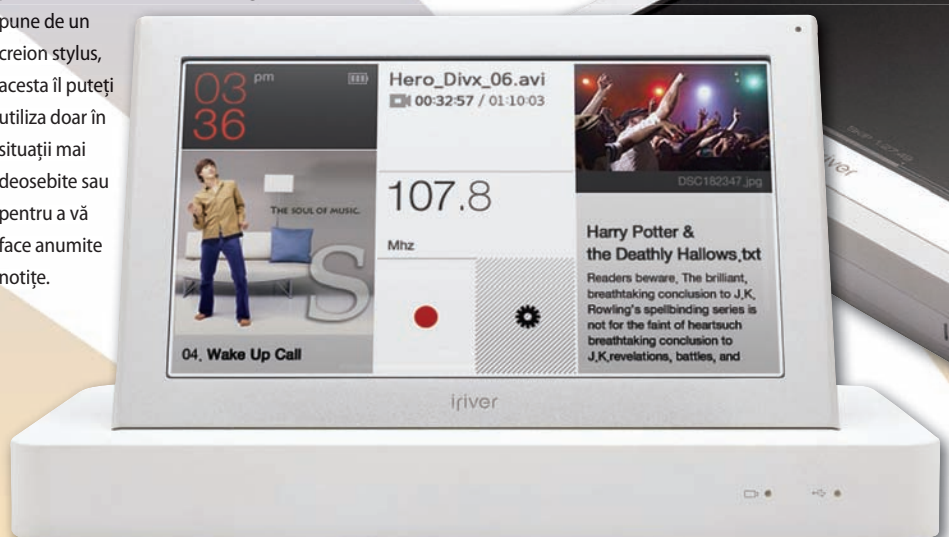 pune de un
creion stylus,
acesta îl puteți
utiliza doar în
situații mai
deosebite sau
pentru a vă
face anumite
notițe.
03 pm
36
THE SOUL OF MUSIC.
S
04. Wake Up Call
Hero_Divx_06.avi
00:32:57 / 01:10:03
107.8
Mhz
DSC182347.jpg
Harry Potter &
the Deathly Hallows,txt
Readers beware, The brilliant,
breathtaking conclusion to J,K,
Rowling's spellbinding series is
not for the faint of heartsuch
breathtaking conclusion to
J,K,revelations, battles, and
iriver